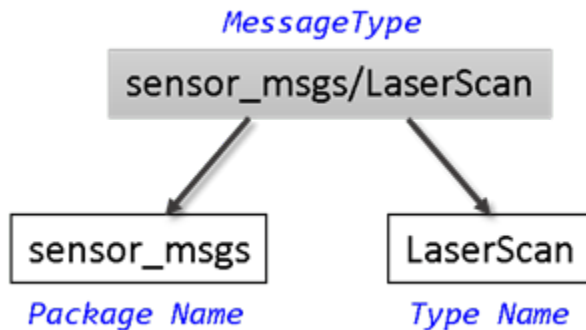 MessageType
sensor_msgs/LaserScan
sensor_msgs
LaserScan
Package Name
Type Name